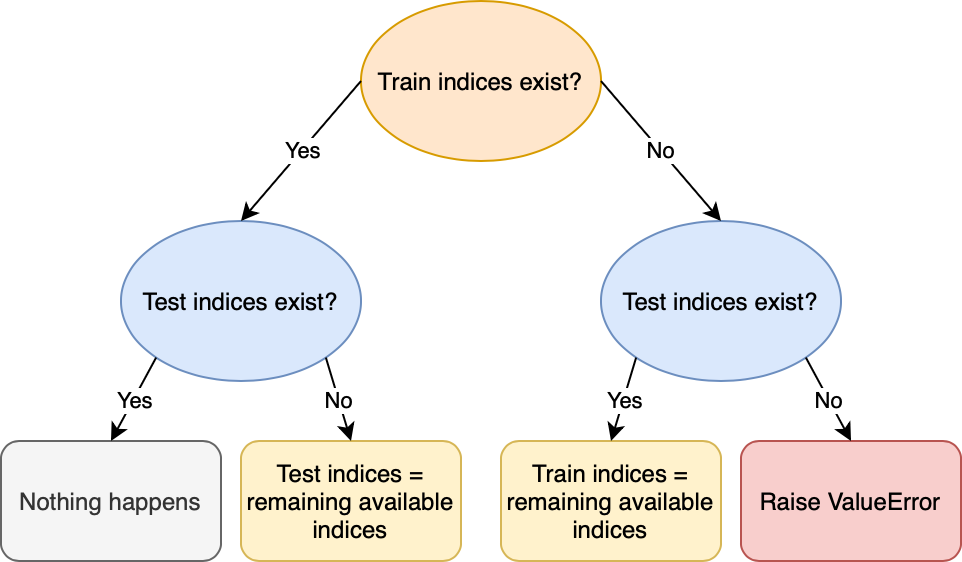 Train indices exist?
Yes
No
Test indices exist?
Test indices exist?
Yes
No
Yes
No
Nothing happens
Test indices =
remaining available
indices
Train indices =
remaining available
indices
Raise ValueError